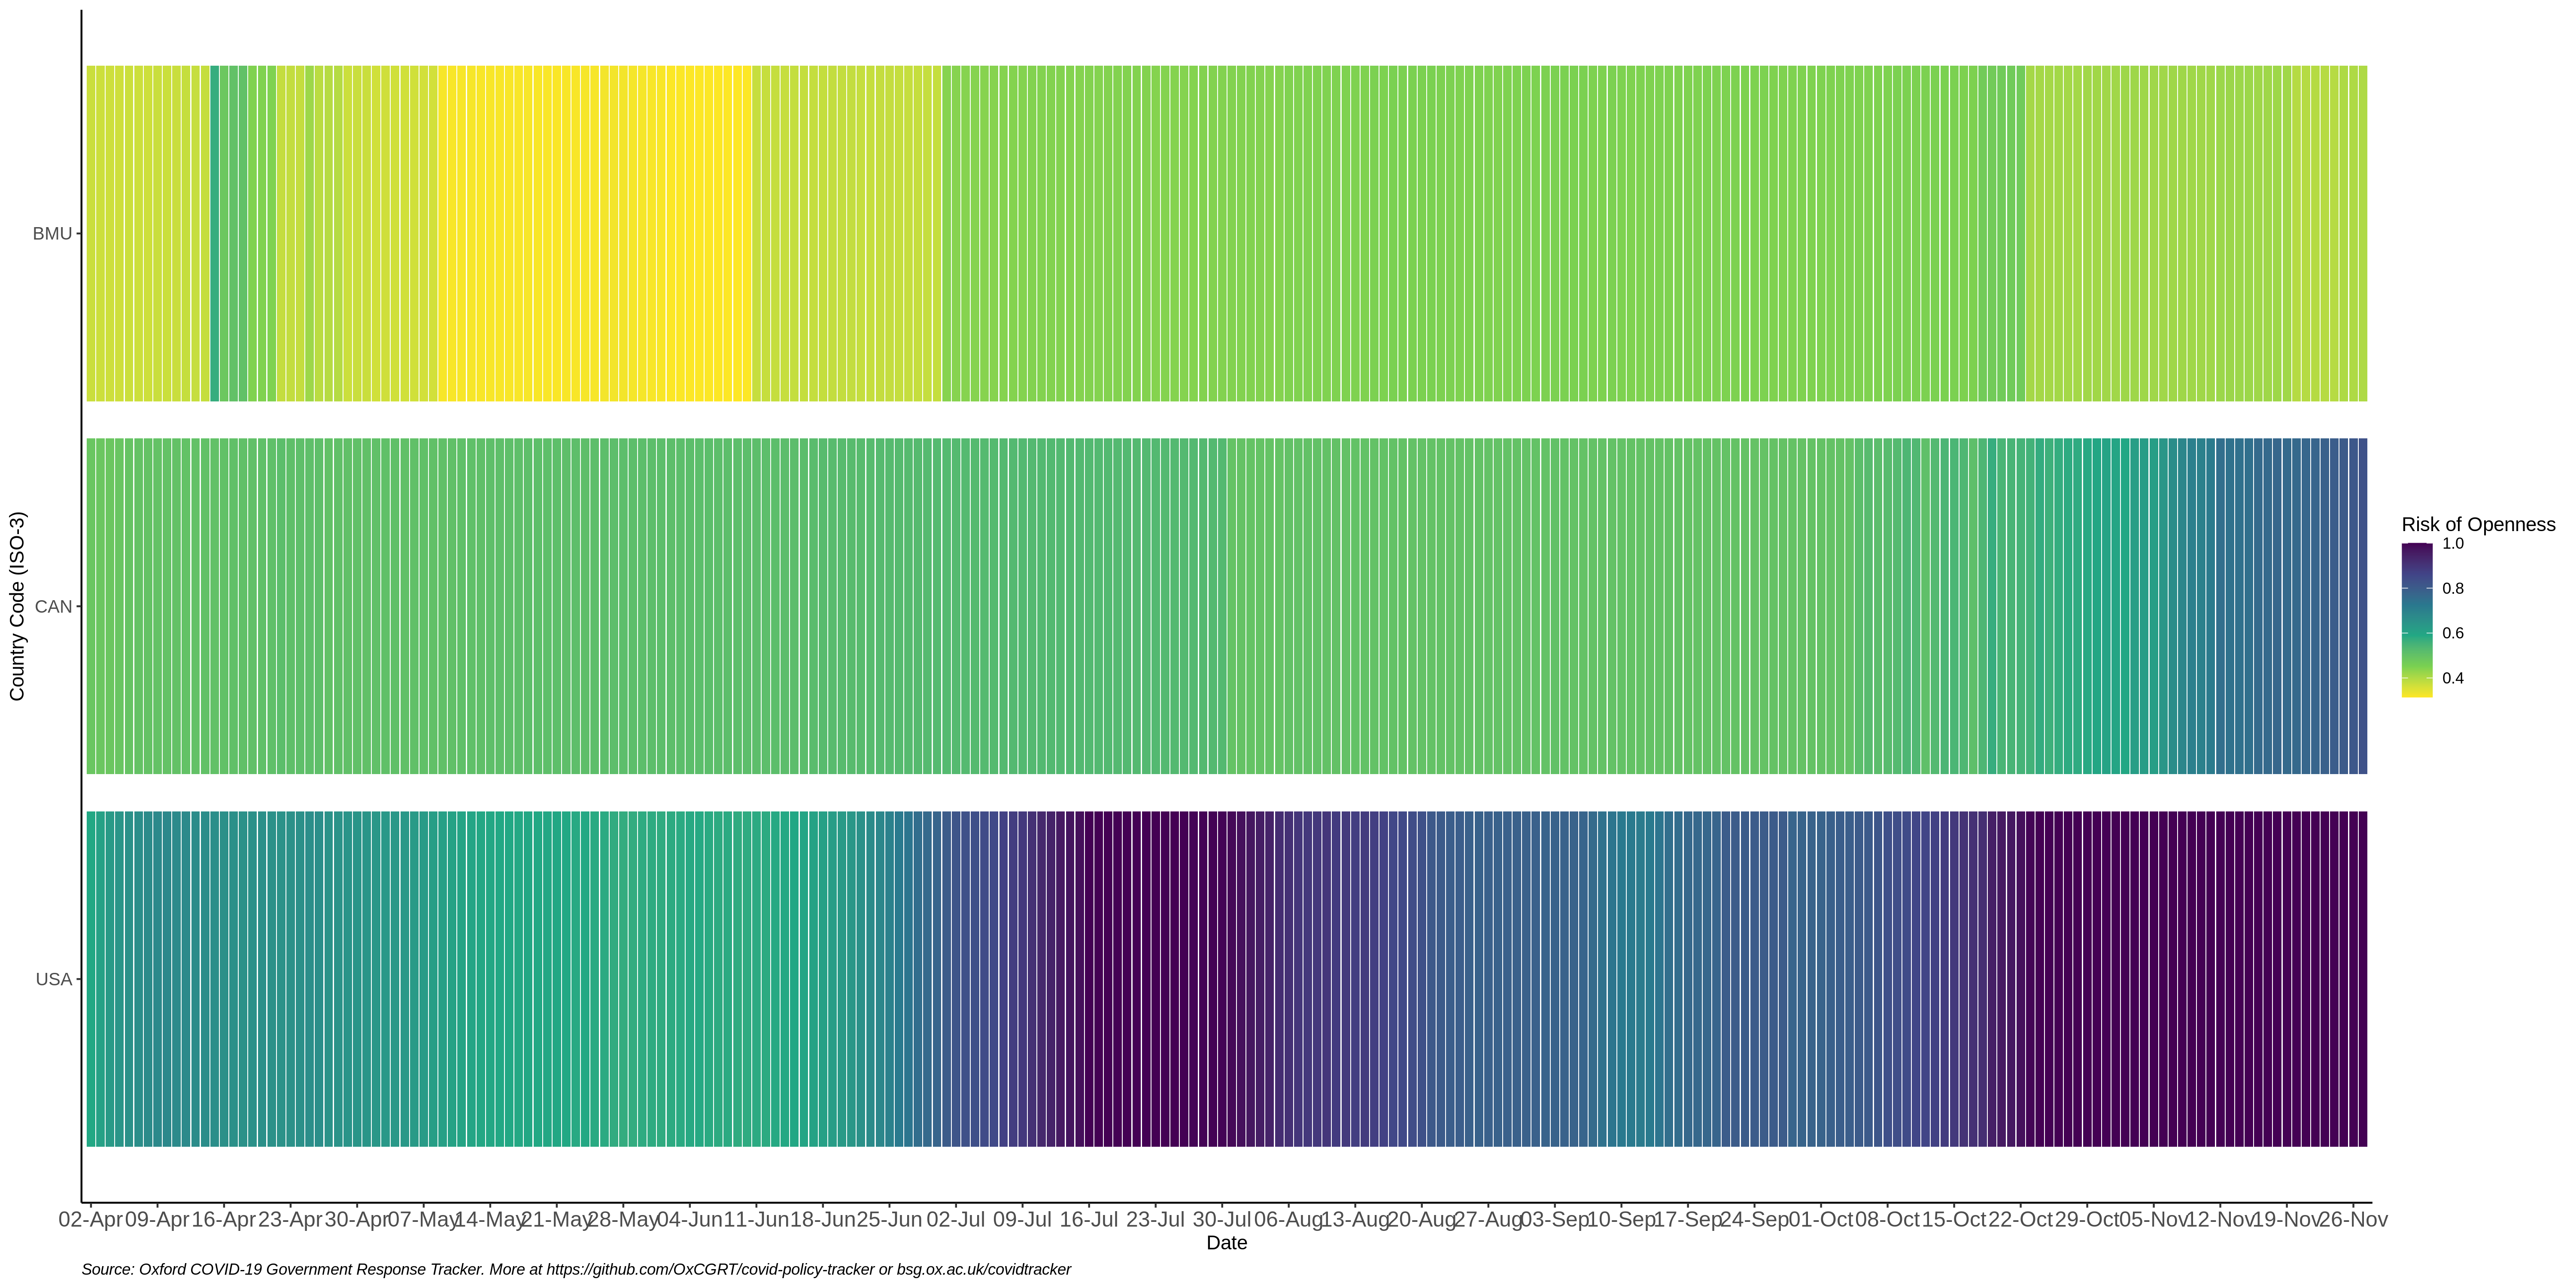 BMU
CAN
USA
Country Code (ISO-3)
Risk of Openness
1.0
0.8
0.6
0.4
02-Apr 09-Apr 16-Apr 23-Apr 30-Apr 07-May 14-May 21-May 28-May 04-Jun 11-Jun 18-Jun 25-Jun 02-Jul 09-Jul 16-Jul 23-Jul 30-Jul 06-Aug 13-Aug 20-Aug 27-Aug 03-Sep 10-Sep 17-Sep 24-Sep 01-Oct 08-Oct 15-Oct 22-Oct 29-Oct 05-Nov 12-Nov 19-Nov 26-Nov
Date
Source: Oxford COVID-19 Government Response Tracker. More at https://github.com/OxCGRT/covid-policy-tracker or bsg.ox.ac.uk/covidtracker